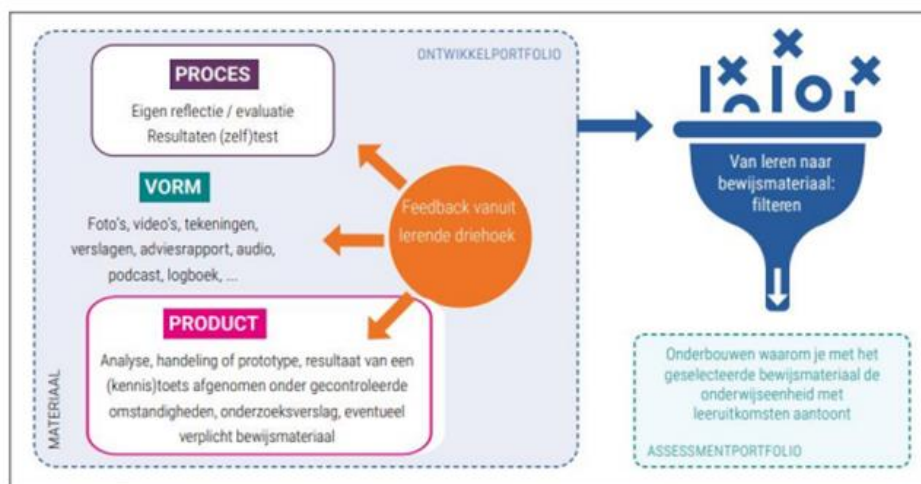 ONTWIKKELPORTFOLIO
PROCES
Eigen reflectie / evaluatie
Resultaten (zelf)test
VORM
Foto's, video's, tekeningen,
verslagen, adviesrapport, audio,
podcast, logboek, ...
PRODUCT
Analyse, handeling of prototype, resultaat van een
(kennis)toets afgenomen onder gecontroleerde
omstandigheden, onderzoeksverslag, eventueel
verplicht bewijsmateriaal
MATERIAAL
Feedback vanuit
lerende driehoek
Van leren naar
bewijsmateriaal:
filteren
Onderbouwen waarom je met het
geselecteerde bewijsmateriaal de
onderwijseenheid met
leeruitkomsten aantoont
ASSESSMENTPORTFOLIO